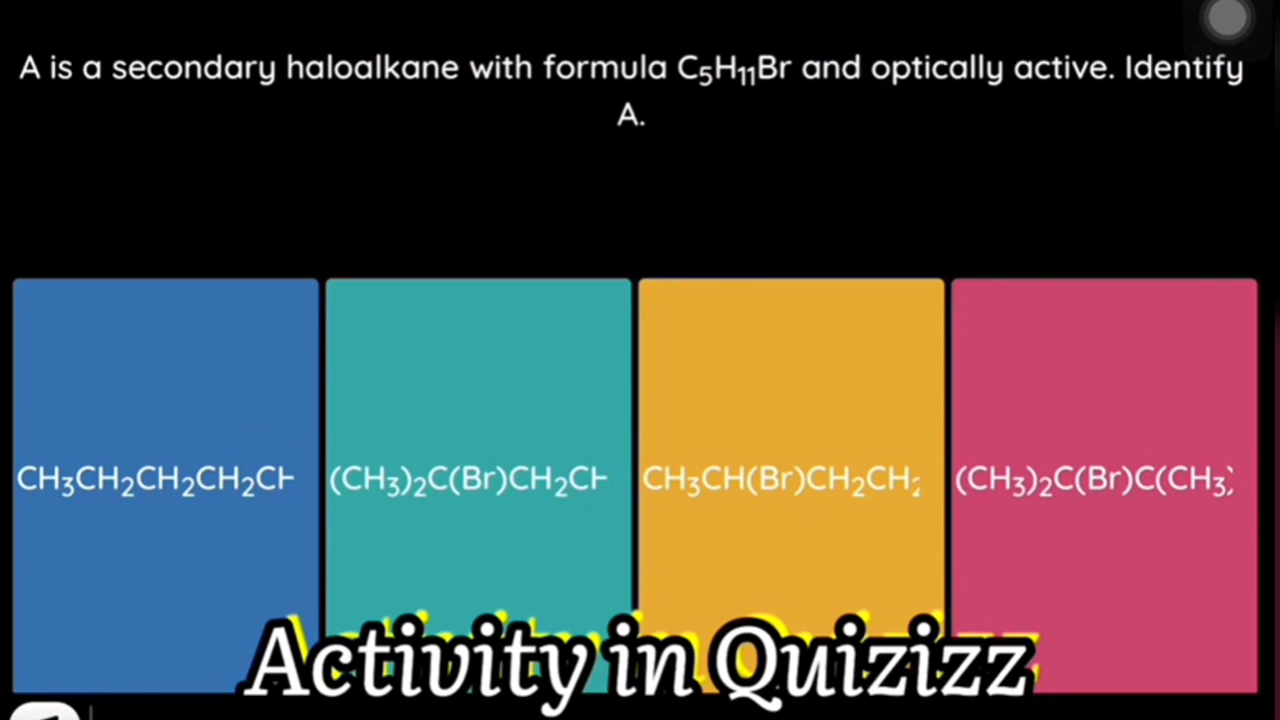 A is a secondary haloalkane with formula C₅H₁₁Br and optically active. Identify
A.
CH₃CH₂CH₂CH₂CH
(CH₃)₂C(Br)CH₂CH
CH₃CH(Br)CH₂CH₂
(CH₃)₂C(Br)C(CH₃)
Activity in Quizizz